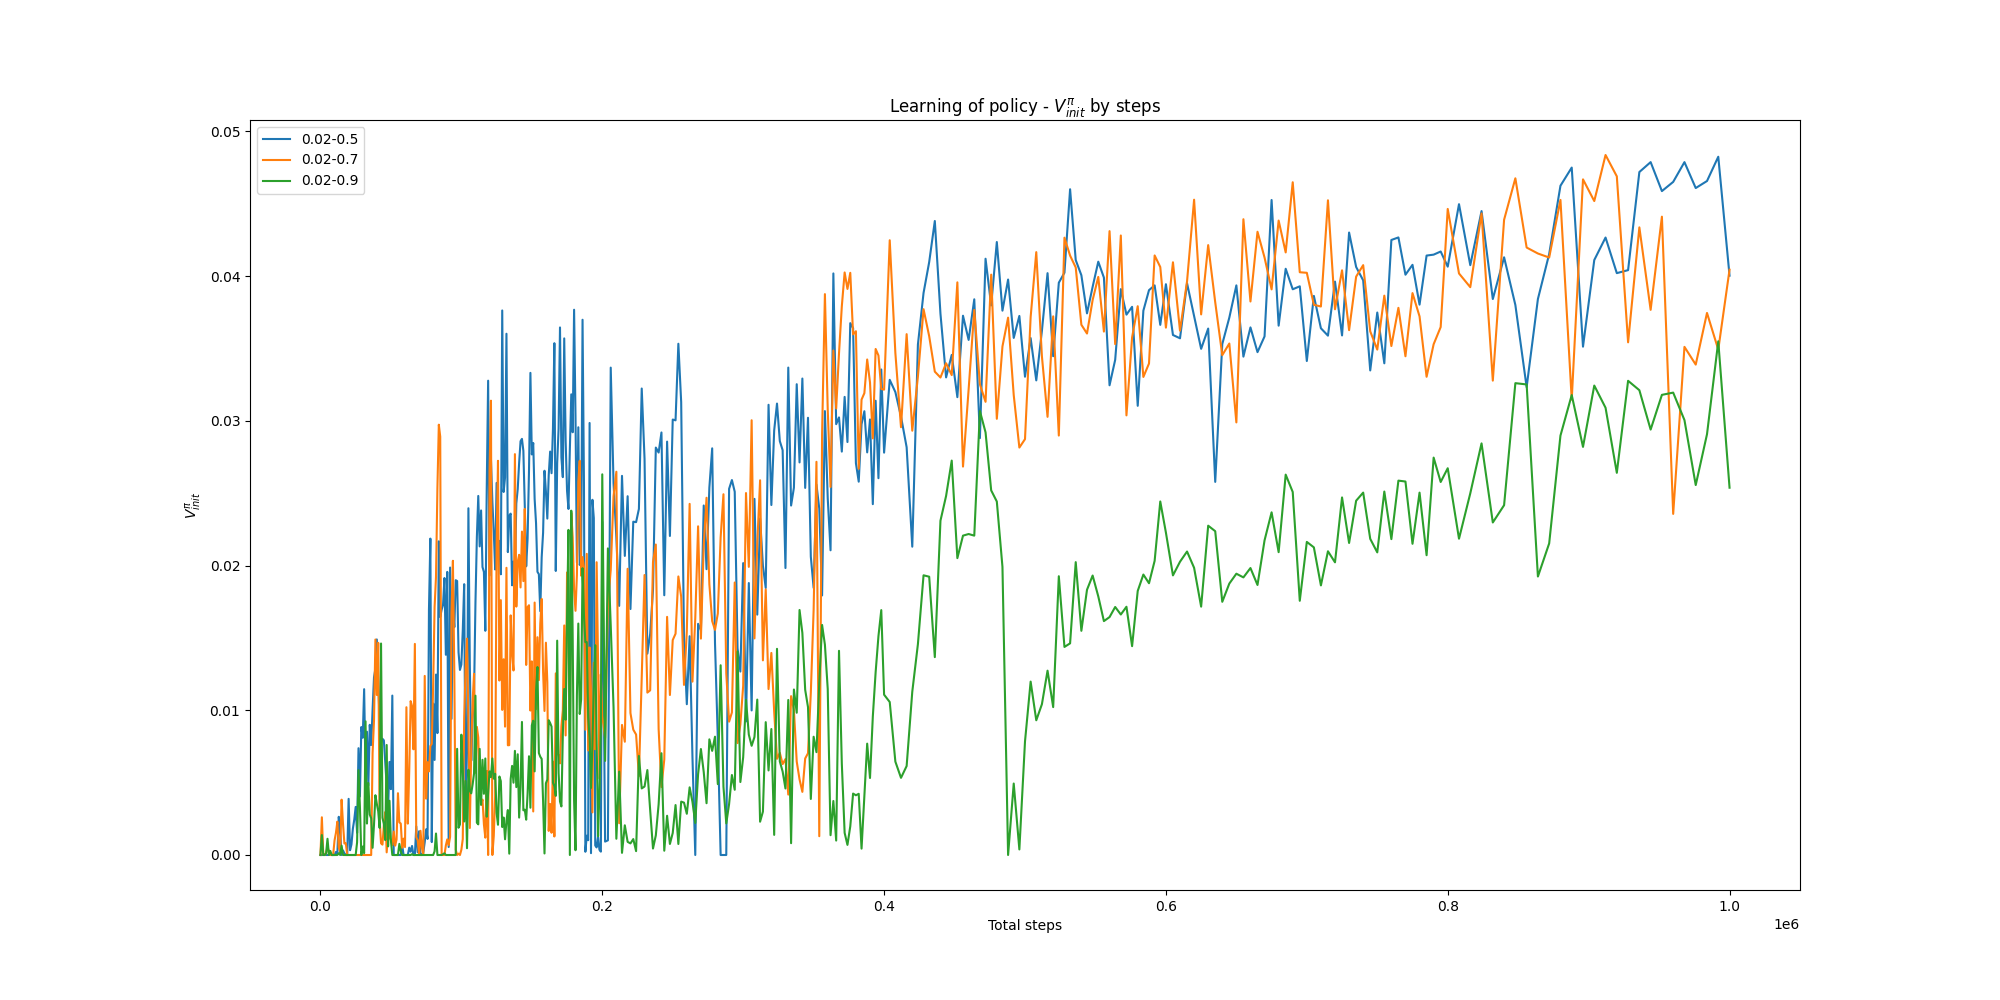 Learning of policy - $V^{\pi}_{init}$ by steps
0.02-0.5
0.02-0.7
0.02-0.9
$V^{\pi}_{init}$
0.05
0.04
0.03
0.02
0.01
0.00
0.0 0.2 0.4 0.6 0.8 1.0
Total steps
1e6